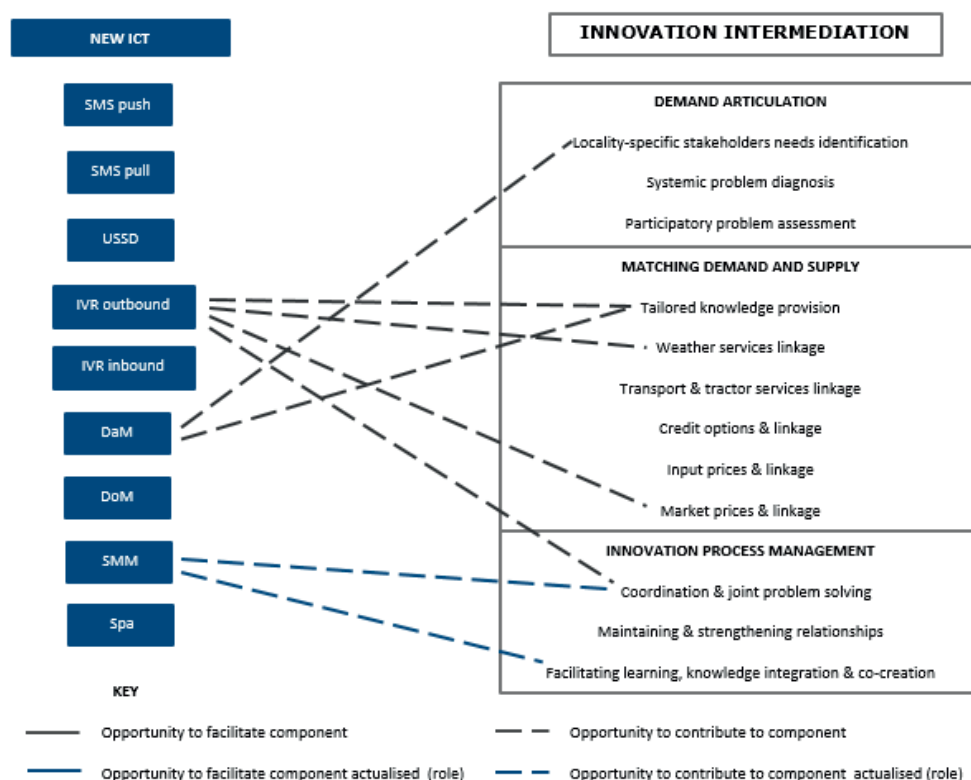 NEW ICT
SMS push
SMS pull
USSD
IVR outbound
IVR inbound
DaM
DoM
SMM
Spa
INNOVATION INTERMEDIATION
DEMAND ARTICULATION
Locality-specific stakeholders needs identification
Systemic problem diagnosis
Participatory problem assessment
MATCHING DEMAND AND SUPPLY
Tailored knowledge provision
Weather services linkage
Transport & tractor services linkage
Credit options & linkage
Input prices & linkage
Market prices & linkage
INNOVATION PROCESS MANAGEMENT
Coordination & joint problem solving
Maintaining & strengthening relationships
Facilitating learning, knowledge integration & co-creation
KEY
Opportunity to facilitate component
Opportunity to contribute to component
Opportunity to facilitate component actualised (role)
Opportunity to contribute to component actualised (role)